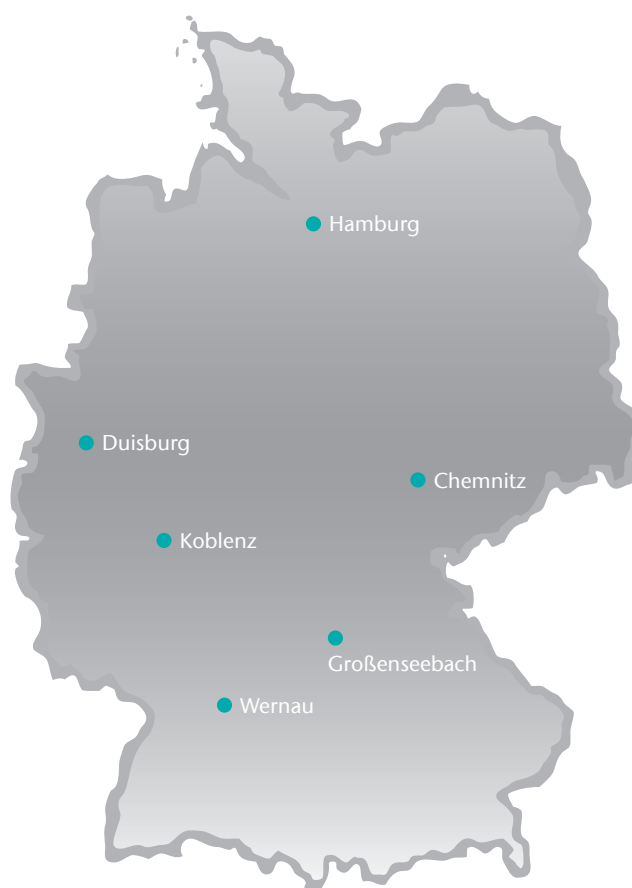 Hamburg
Duisburg
Chemnitz
Koblenz
Großenseebach
Wernau